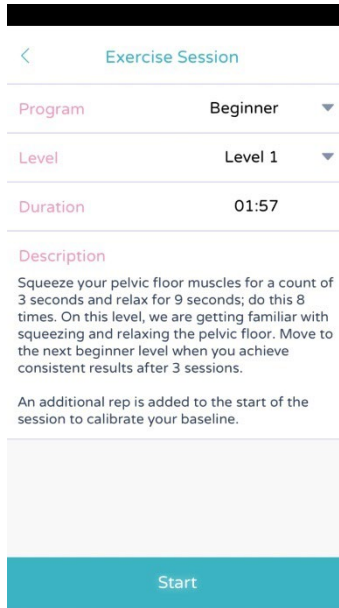 Exercise Session
Program Beginner
Level Level 1
Duration 01:57
Description
Squeeze your pelvic floor muscles for a count of
3 seconds and relax for 9 seconds; do this 8
times. On this level, we are getting familiar with
squeezing and relaxing the pelvic floor. Move to
the next beginner level when you achieve
consistent results after 3 sessions.
An additional rep is added to the start of the
session to calibrate your baseline.
Start